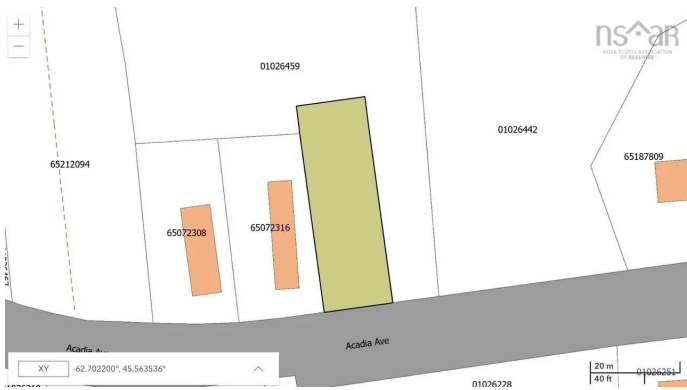 +
nsar
NOVA SCOTIA ASSOCIATION
OF REALTORS®
−
01026459
01026442
65212094
65187809
65072308
65072316
Acadia Ave
Acadia Av
XY
-62.702200°, 45.563536°
20 m
40 ft
01026251
01026228